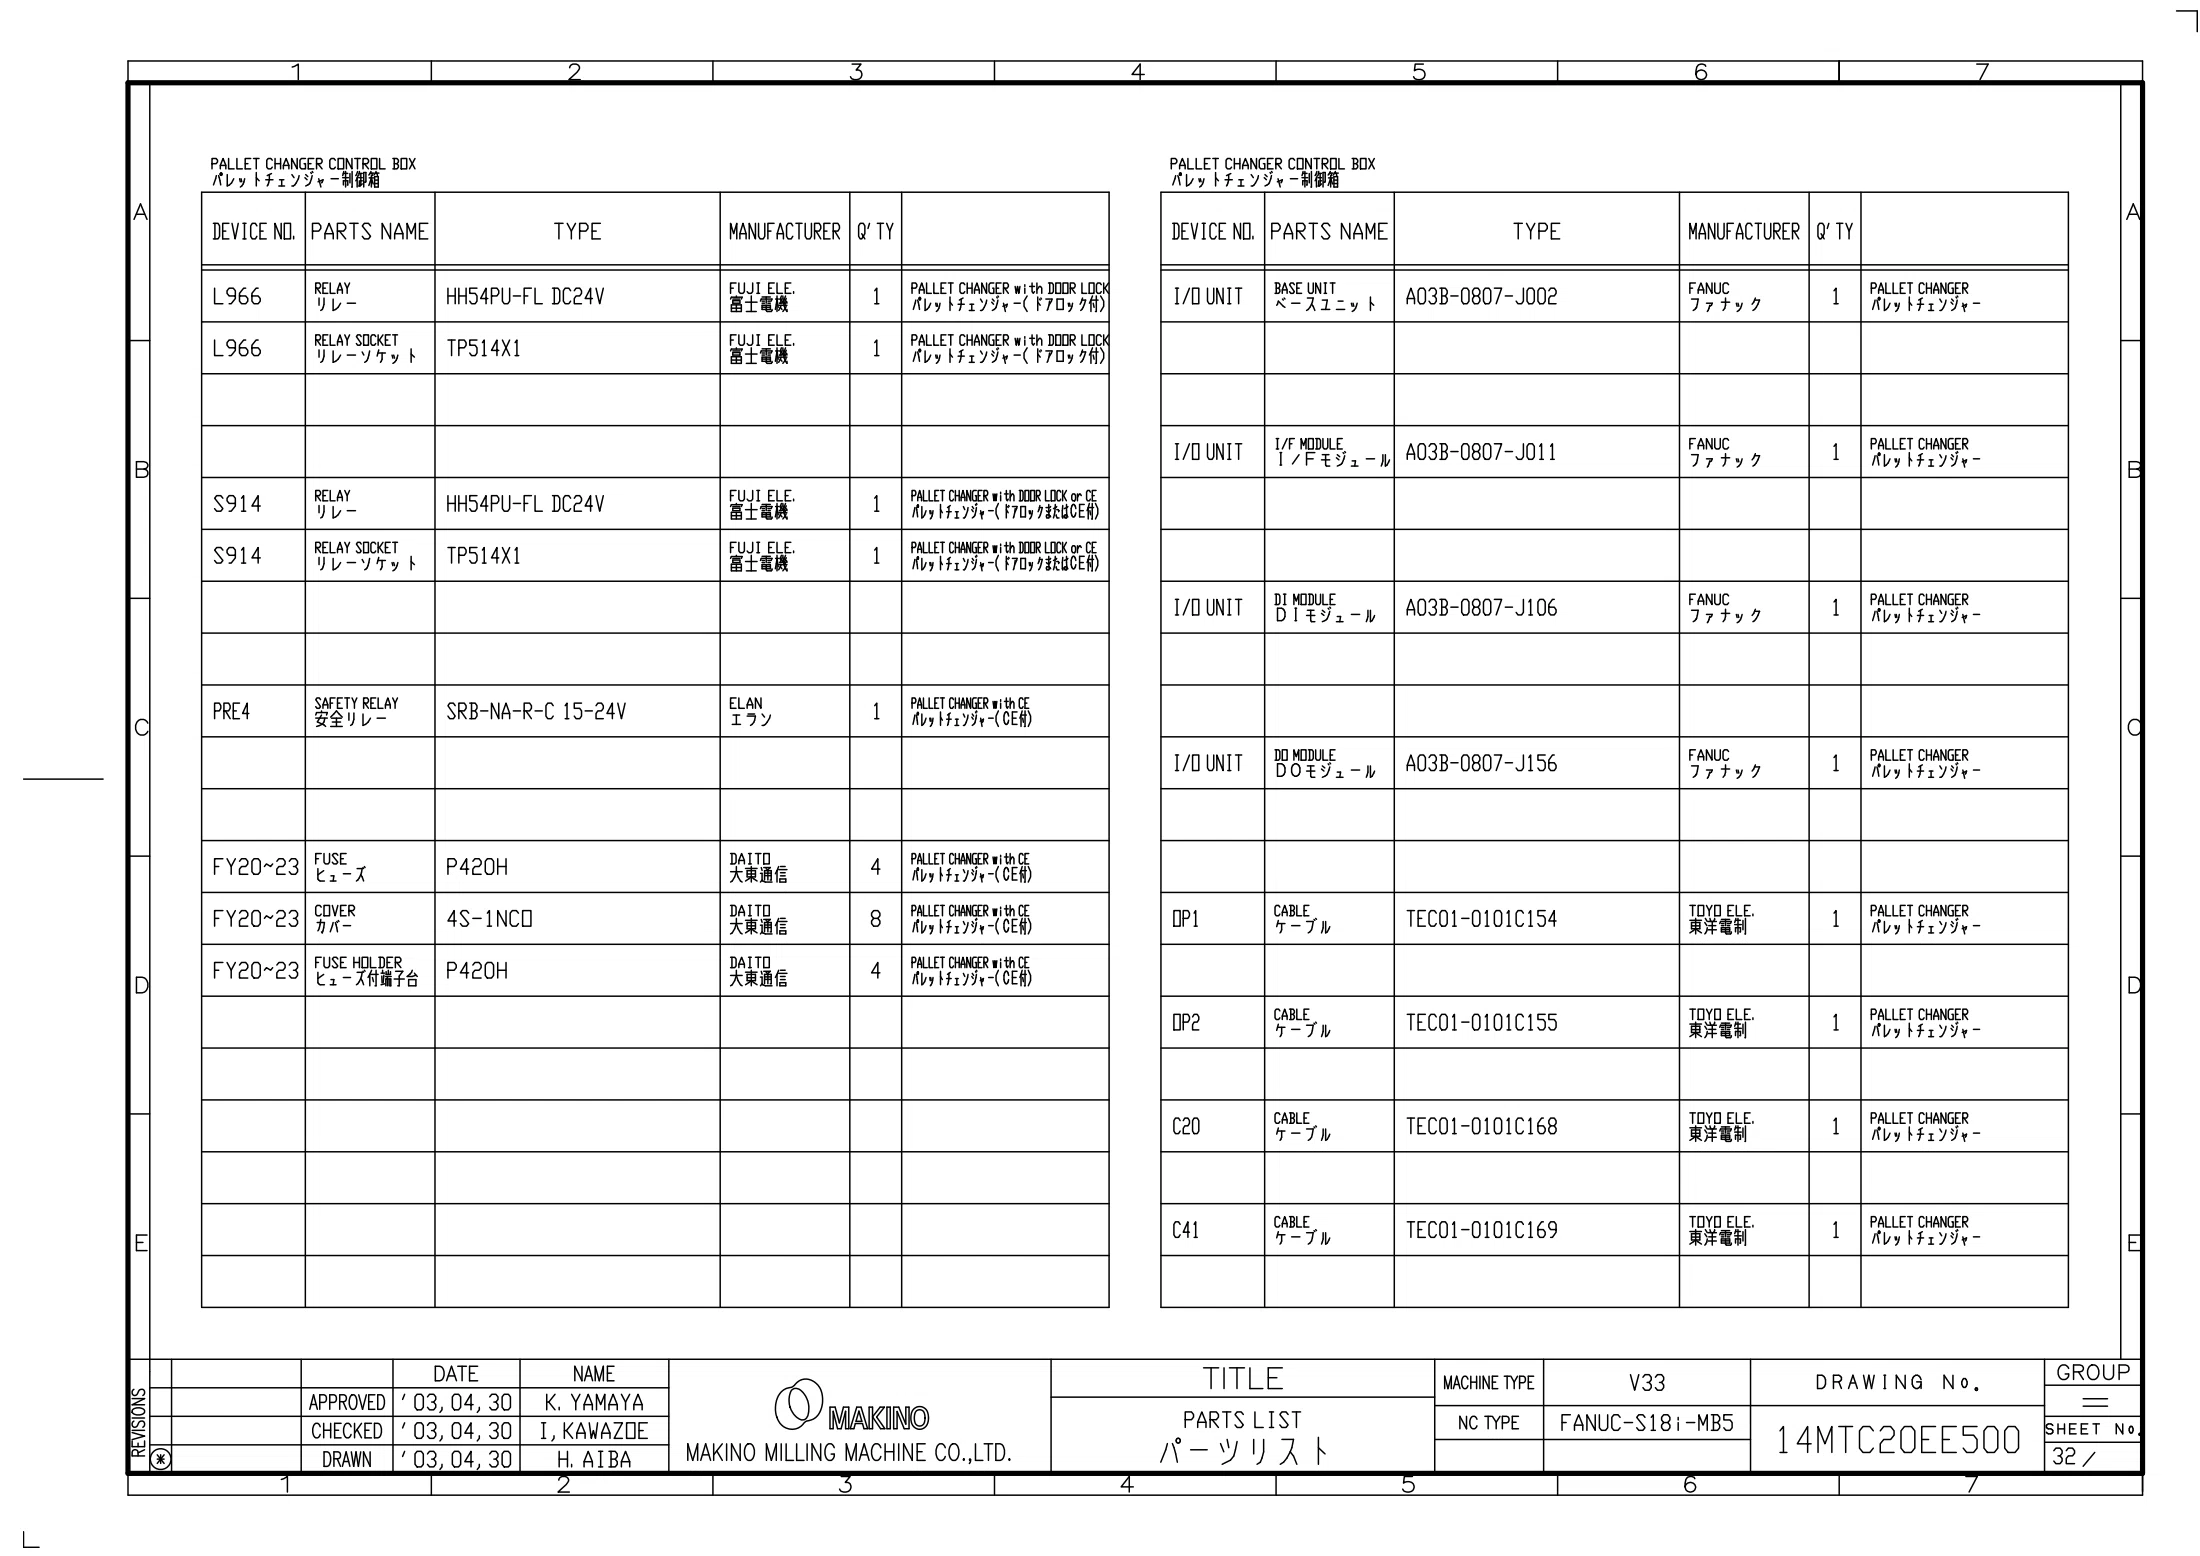 1 2 3 4 5 6 7
PALLET CHANGER CONTROL BOX
パレットチェンジャー制御箱
DEVICE NO. PARTS NAME TYPE MANUFACTURER Q'TY
L966 RELAY HH54PU-FL DC24V FUJI ELE. 1 PALLET CHANGER with DOOR LOCK
リレー 富士電機 パレットチェンジャー(ドアロック付)
L966 RELAY SOCKET TP514X1 FUJI ELE. 1 PALLET CHANGER with DOOR LOCK
リレーソケット 富士電機 パレットチェンジャー(ドアロック付)
S914 RELAY HH54PU-FL DC24V FUJI ELE. 1 PALLET CHANGER with DOOR LOCK or CE
リレー 富士電機 パレットチェンジャー(ドアロックまたはCE付)
S914 RELAY SOCKET TP514X1 FUJI ELE. 1 PALLET CHANGER with DOOR LOCK or CE
リレーソケット 富士電機 パレットチェンジャー(ドアロックまたはCE付)
PRE4 SAFETY RELAY SRB-NA-R-C 15-24V ELAN 1 PALLET CHANGER with CE
安全リレー エラン パレットチェンジャー(CE付)
FY20~23 FUSE P420H DAITO 4 PALLET CHANGER with CE
ヒューズ 大東通信 パレットチェンジャー(CE付)
FY20~23 COVER 4S-1NCO DAITO 8 PALLET CHANGER with CE
カバー 大東通信 パレットチェンジャー(CE付)
FY20~23 FUSE HOLDER P420H DAITO 4 PALLET CHANGER with CE
ヒューズ付端子台 大東通信 パレットチェンジャー(CE付)
PALLET CHANGER CONTROL BOX
パレットチェンジャー制御箱
DEVICE NO. PARTS NAME TYPE MANUFACTURER Q'TY
I/O UNIT BASE UNIT A03B-0807-J002 FANUC 1 PALLET CHANGER
ベースユニット ファナック パレットチェンジャー
I/O UNIT I/F MODULE A03B-0807-J011 FANUC 1 PALLET CHANGER
I/Fモジュール ファナック パレットチェンジャー
I/O UNIT DI MODULE A03B-0807-J106 FANUC 1 PALLET CHANGER
DIモジュール ファナック パレットチェンジャー
I/O UNIT DO MODULE A03B-0807-J156 FANUC 1 PALLET CHANGER
DOモジュール ファナック パレットチェンジャー
OP1 CABLE TEC01-0101C154 TOYO ELE. 1 PALLET CHANGER
ケーブル 東洋電制 パレットチェンジャー
OP2 CABLE TEC01-0101C155 TOYO ELE. 1 PALLET CHANGER
ケーブル 東洋電制 パレットチェンジャー
C20 CABLE TEC01-0101C168 TOYO ELE. 1 PALLET CHANGER
ケーブル 東洋電制 パレットチェンジャー
C41 CABLE TEC01-0101C169 TOYO ELE. 1 PALLET CHANGER
ケーブル 東洋電制 パレットチェンジャー
A A
B B
C C
D D
E E
REVISIONS
*
DATE NAME
APPROVED '03,04,30 K. YAMAYA
CHECKED '03,04,30 I,KAWAZOE
DRAWN '03,04,30 H. AIBA
MAKINO
MAKINO MILLING MACHINE CO.,LTD.
TITLE
PARTS LIST
パーツリスト
MACHINE TYPE V33
NC TYPE FANUC-S18i-MB5
DRAWING No.
14MTC20EE500
GROUP
=
SHEET No.
32/
1 2 3 4 5 6 7